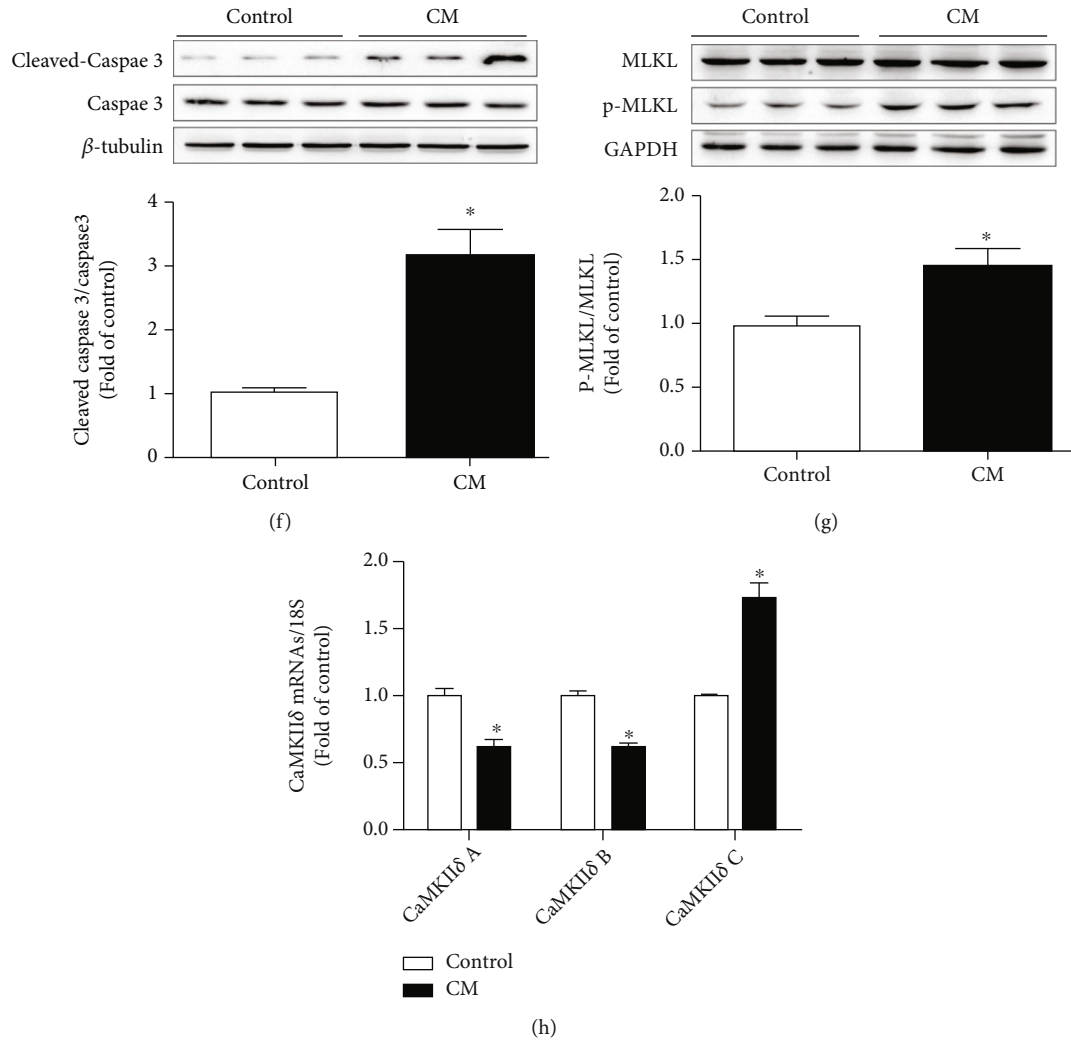 Control CM
Cleaved-Caspae 3
Caspae 3
β-tubulin
Cleaved caspase 3/caspase3
(Fold of control)
4
3
2
1
0
*
Control CM
(f)
Control CM
MLKL
p-MLKL
GAPDH
P-MLKL/MLKL
(Fold of control)
2.0
1.5
1.0
0.5
0.0
*
Control CM
(g)
CaMKIIδ mRNAs/18S
(Fold of control)
2.0
1.5
1.0
0.5
0.0
*
*
*
CaMKIIδ A
CaMKIIδ B
CaMKIIδ C
Control
CM
(h)